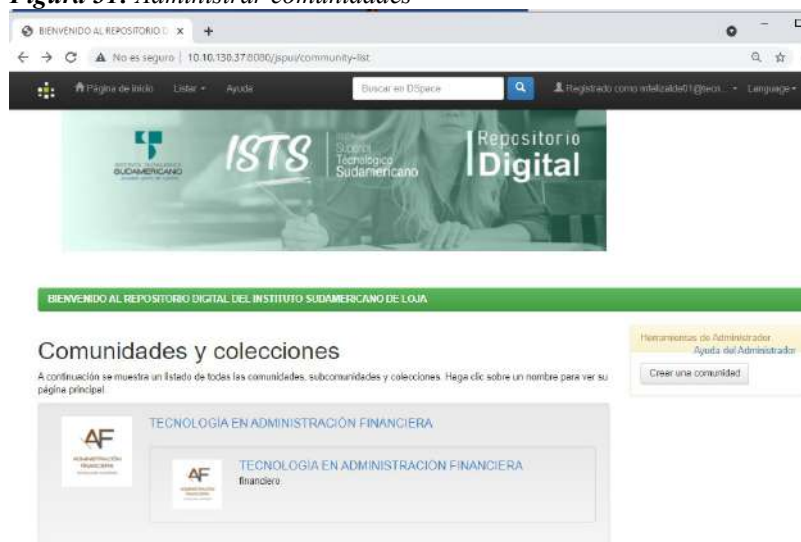 Figura 31. Administrar comunidades
BIENVENIDO AL REPOSITORIO D
No es seguro | 10.10.130.37:8080/jspui/community-list
Página de inicio Listar Ayuda Buscar en DSpace Registrado como Language
SUDAMERICANO
ISTS
Superior
Tecnológico
Sudamericano
Repositorio
Digital
BIENVENIDO AL REPOSITORIO DIGITAL DEL INSTITUTO SUDAMERICANO DE LOJA
Comunidades y colecciones
A continuación se muestra un listado de todas las comunidades, subcomunidades y colecciones. Haga clic sobre un nombre para ver su
página principal.
Herramientas de Administrador
Ayuda del Administrador
Crear una comunidad
TECNOLOGÍA EN ADMINISTRACIÓN FINANCIERA
AF
ADMINISTRACIÓN
FINANCIERA
TECNOLOGÍA EN ADMINISTRACIÓN FINANCIERA
financiero
AF